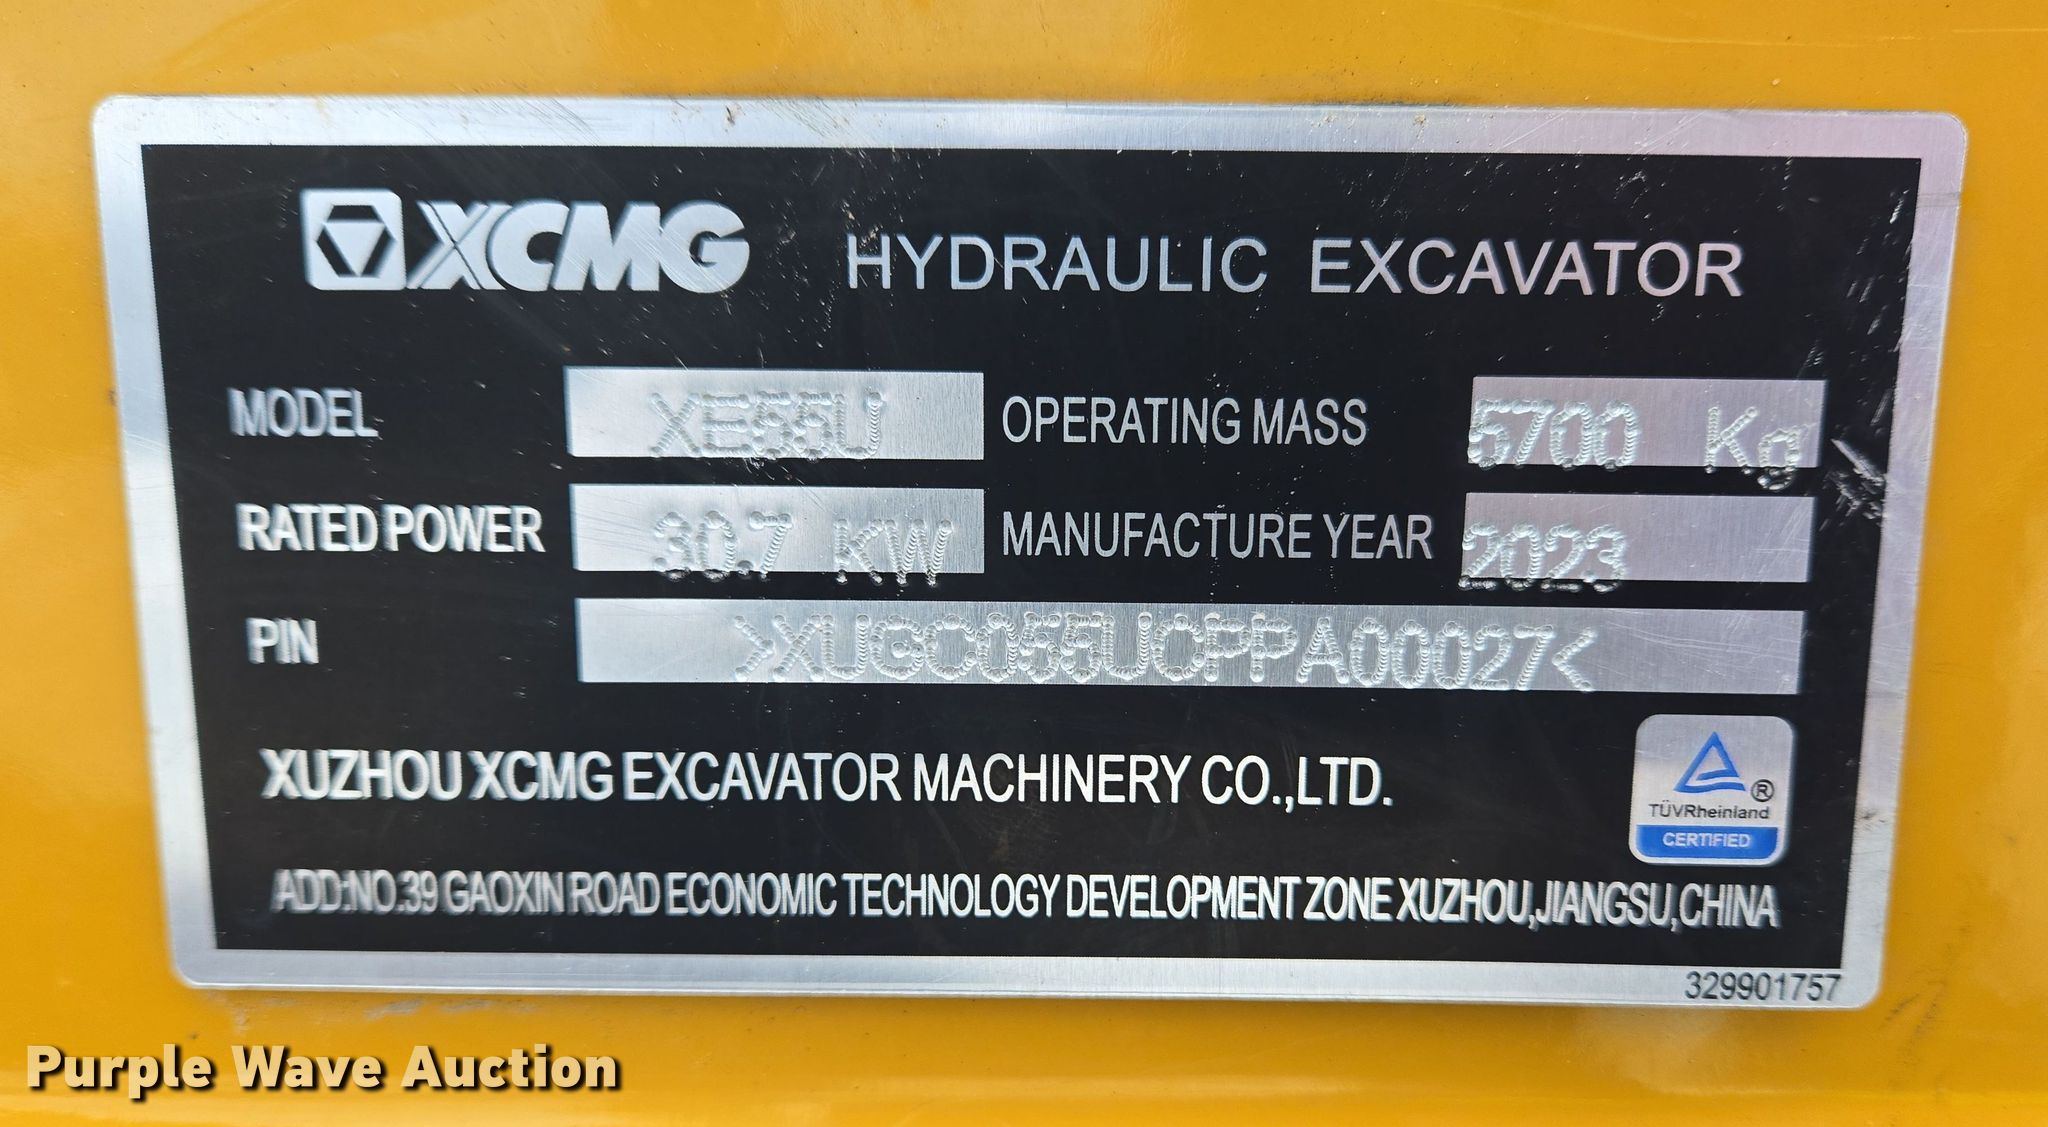 XCMG HYDRAULIC EXCAVATOR
MODEL XE55U OPERATING MASS 5700 Kg
RATED POWER 30.7 KW MANUFACTURE YEAR 2023
PIN >XUGC055UCPPA00027<
XUZHOU XCMG EXCAVATOR MACHINERY CO.,LTD.
TÜVRheinland ®
CERTIFIED
ADD:NO.39 GAOXIN ROAD ECONOMIC TECHNOLOGY DEVELOPMENT ZONE XUZHOU,JIANGSU,CHINA
329901757
Purple Wave Auction